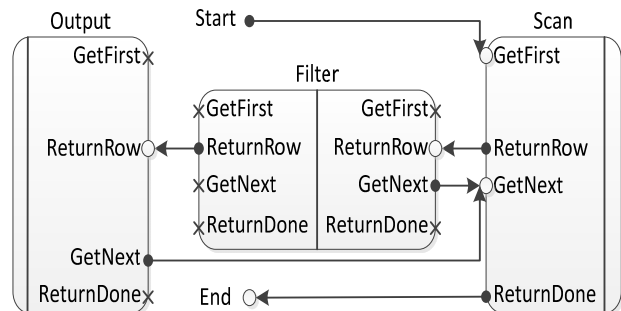 Output
Start
Scan
GetFirst
GetFirst
Filter
GetFirst
GetFirst
ReturnRow
ReturnRow
ReturnRow
ReturnRow
GetNext
GetNext
GetNext
ReturnDone
ReturnDone
GetNext
ReturnDone
End
ReturnDone